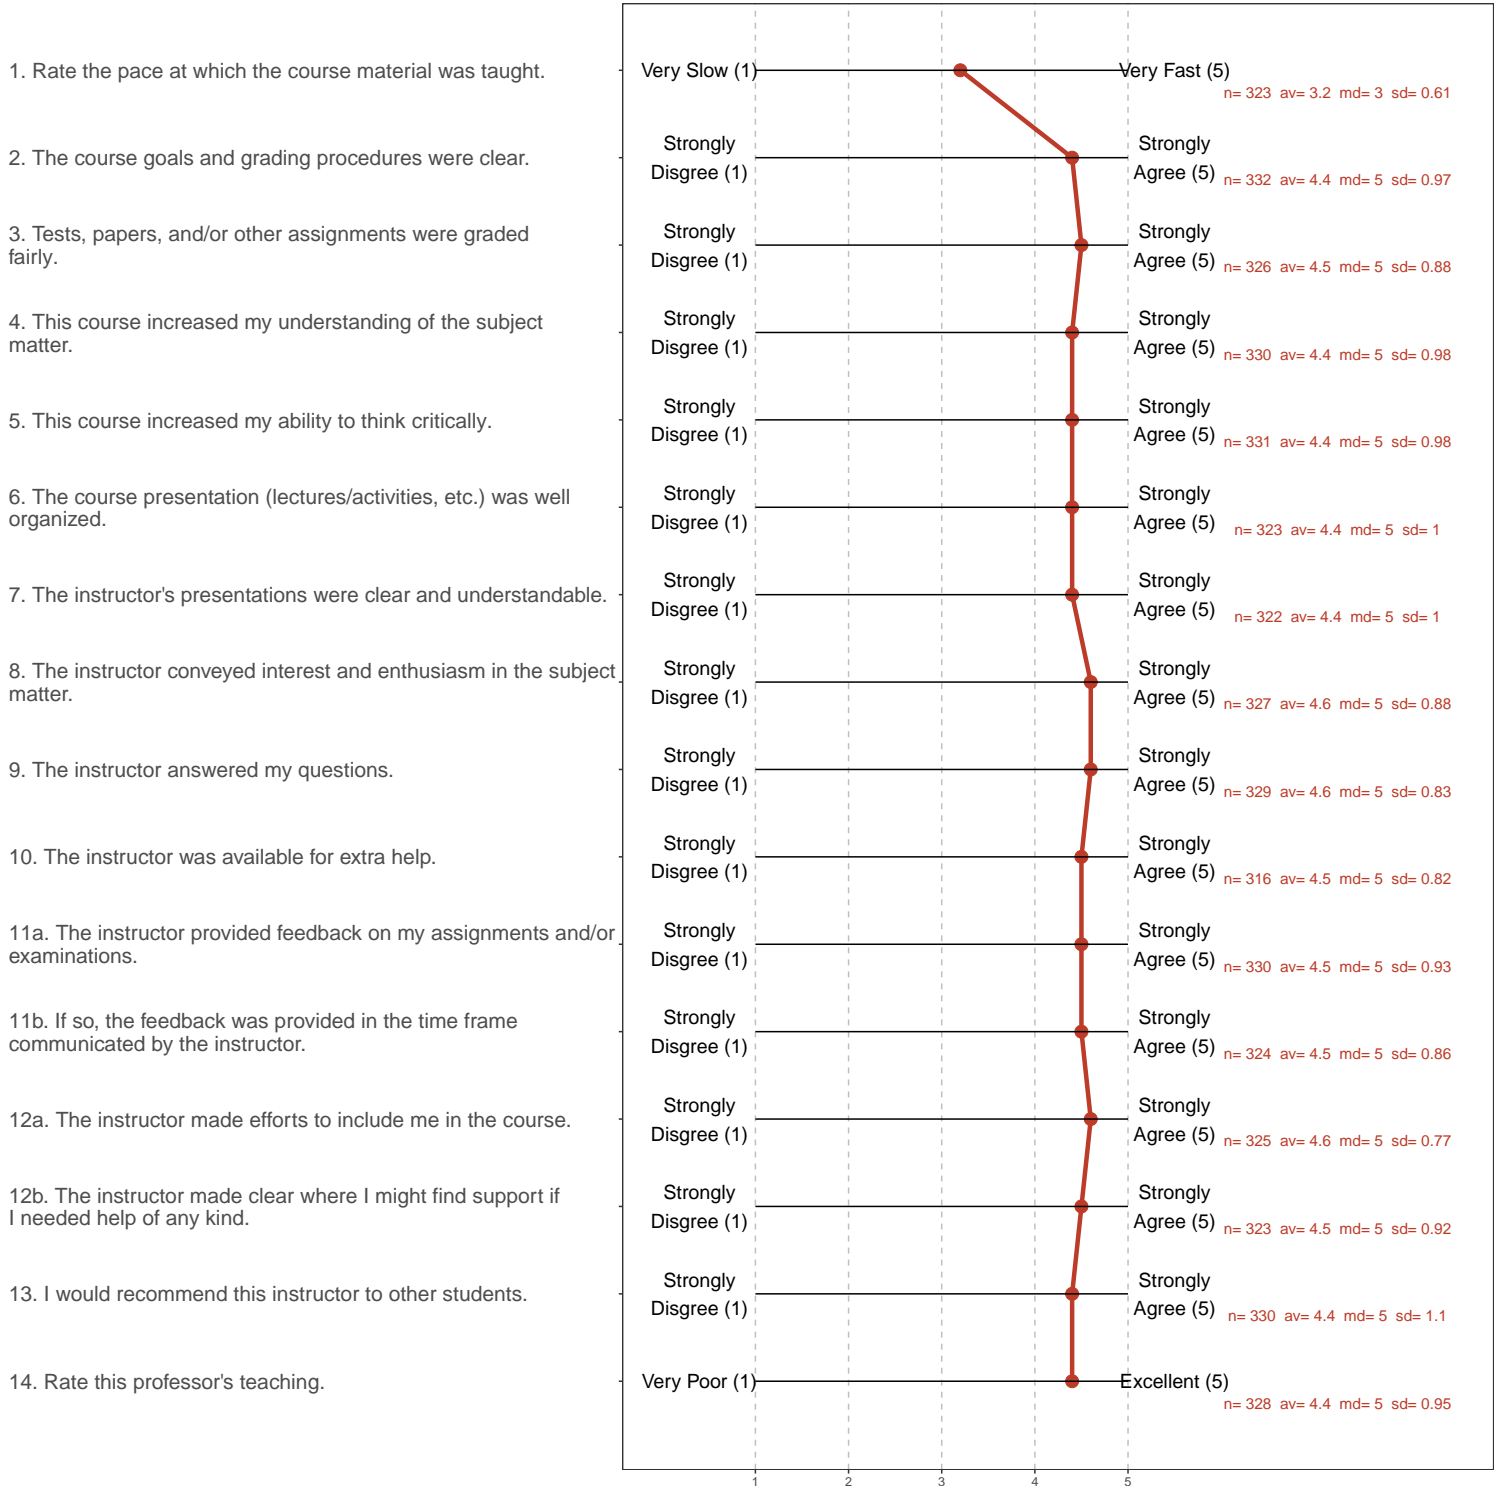 1. Rate the pace at which the course material was taught.
Very Slow (1)
Very Fast (5)
n= 323 av= 3.2 md= 3 sd= 0.61
2. The course goals and grading procedures were clear.
Strongly
Disgree (1)
Strongly
Agree (5)
n= 332 av= 4.4 md= 5 sd= 0.97
3. Tests, papers, and/or other assignments were graded
fairly.
Strongly
Disgree (1)
Strongly
Agree (5)
n= 326 av= 4.5 md= 5 sd= 0.88
4. This course increased my understanding of the subject
matter.
Strongly
Disgree (1)
Strongly
Agree (5)
n= 330 av= 4.4 md= 5 sd= 0.98
5. This course increased my ability to think critically.
Strongly
Disgree (1)
Strongly
Agree (5)
n= 331 av= 4.4 md= 5 sd= 0.98
6. The course presentation (lectures/activities, etc.) was well
organized.
Strongly
Disgree (1)
Strongly
Agree (5)
n= 323 av= 4.4 md= 5 sd= 1
7. The instructor's presentations were clear and understandable.
Strongly
Disgree (1)
Strongly
Agree (5)
n= 322 av= 4.4 md= 5 sd= 1
8. The instructor conveyed interest and enthusiasm in the subject
matter.
Strongly
Disgree (1)
Strongly
Agree (5)
n= 327 av= 4.6 md= 5 sd= 0.88
9. The instructor answered my questions.
Strongly
Disgree (1)
Strongly
Agree (5)
n= 329 av= 4.6 md= 5 sd= 0.83
10. The instructor was available for extra help.
Strongly
Disgree (1)
Strongly
Agree (5)
n= 316 av= 4.5 md= 5 sd= 0.82
11a. The instructor provided feedback on my assignments and/or
examinations.
Strongly
Disgree (1)
Strongly
Agree (5)
n= 330 av= 4.5 md= 5 sd= 0.93
11b. If so, the feedback was provided in the time frame
communicated by the instructor.
Strongly
Disgree (1)
Strongly
Agree (5)
n= 324 av= 4.5 md= 5 sd= 0.86
12a. The instructor made efforts to include me in the course.
Strongly
Disgree (1)
Strongly
Agree (5)
n= 325 av= 4.6 md= 5 sd= 0.77
12b. The instructor made clear where I might find support if
I needed help of any kind.
Strongly
Disgree (1)
Strongly
Agree (5)
n= 323 av= 4.5 md= 5 sd= 0.92
13. I would recommend this instructor to other students.
Strongly
Disgree (1)
Strongly
Agree (5)
n= 330 av= 4.4 md= 5 sd= 1.1
14. Rate this professor's teaching.
Very Poor (1)
Excellent (5)
n= 328 av= 4.4 md= 5 sd= 0.95
1 2 3 4 5